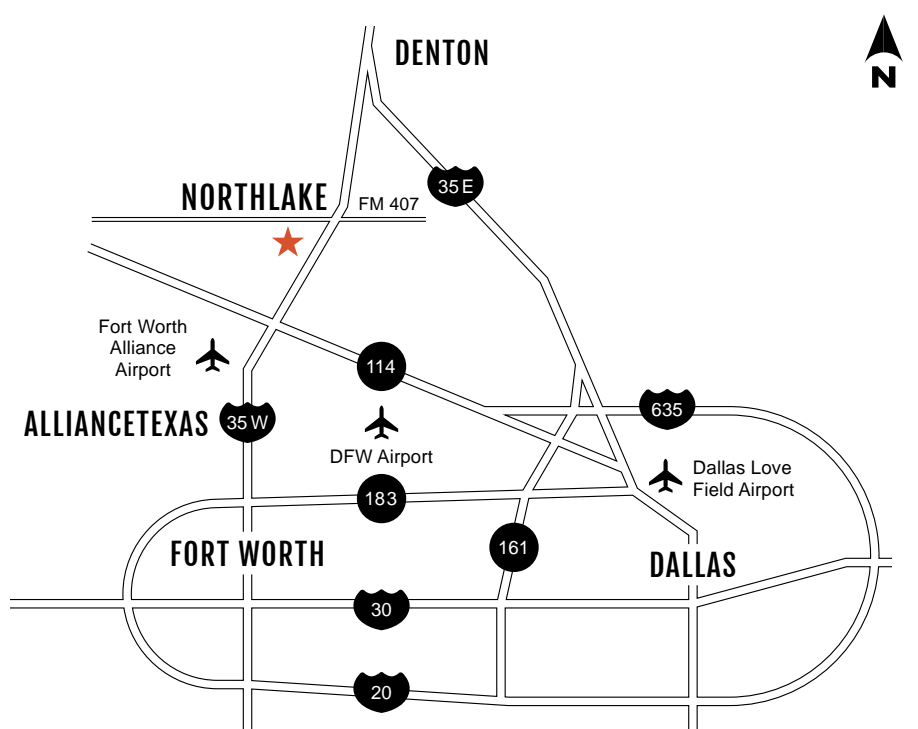 DENTON
N
35 E
NORTHLAKE
FM 407
Fort Worth
Alliance
Airport
114
ALLIANCETEXAS
35 W
635
DFW Airport
Dallas Love
Field Airport
183
161
FORT WORTH
DALLAS
30
20